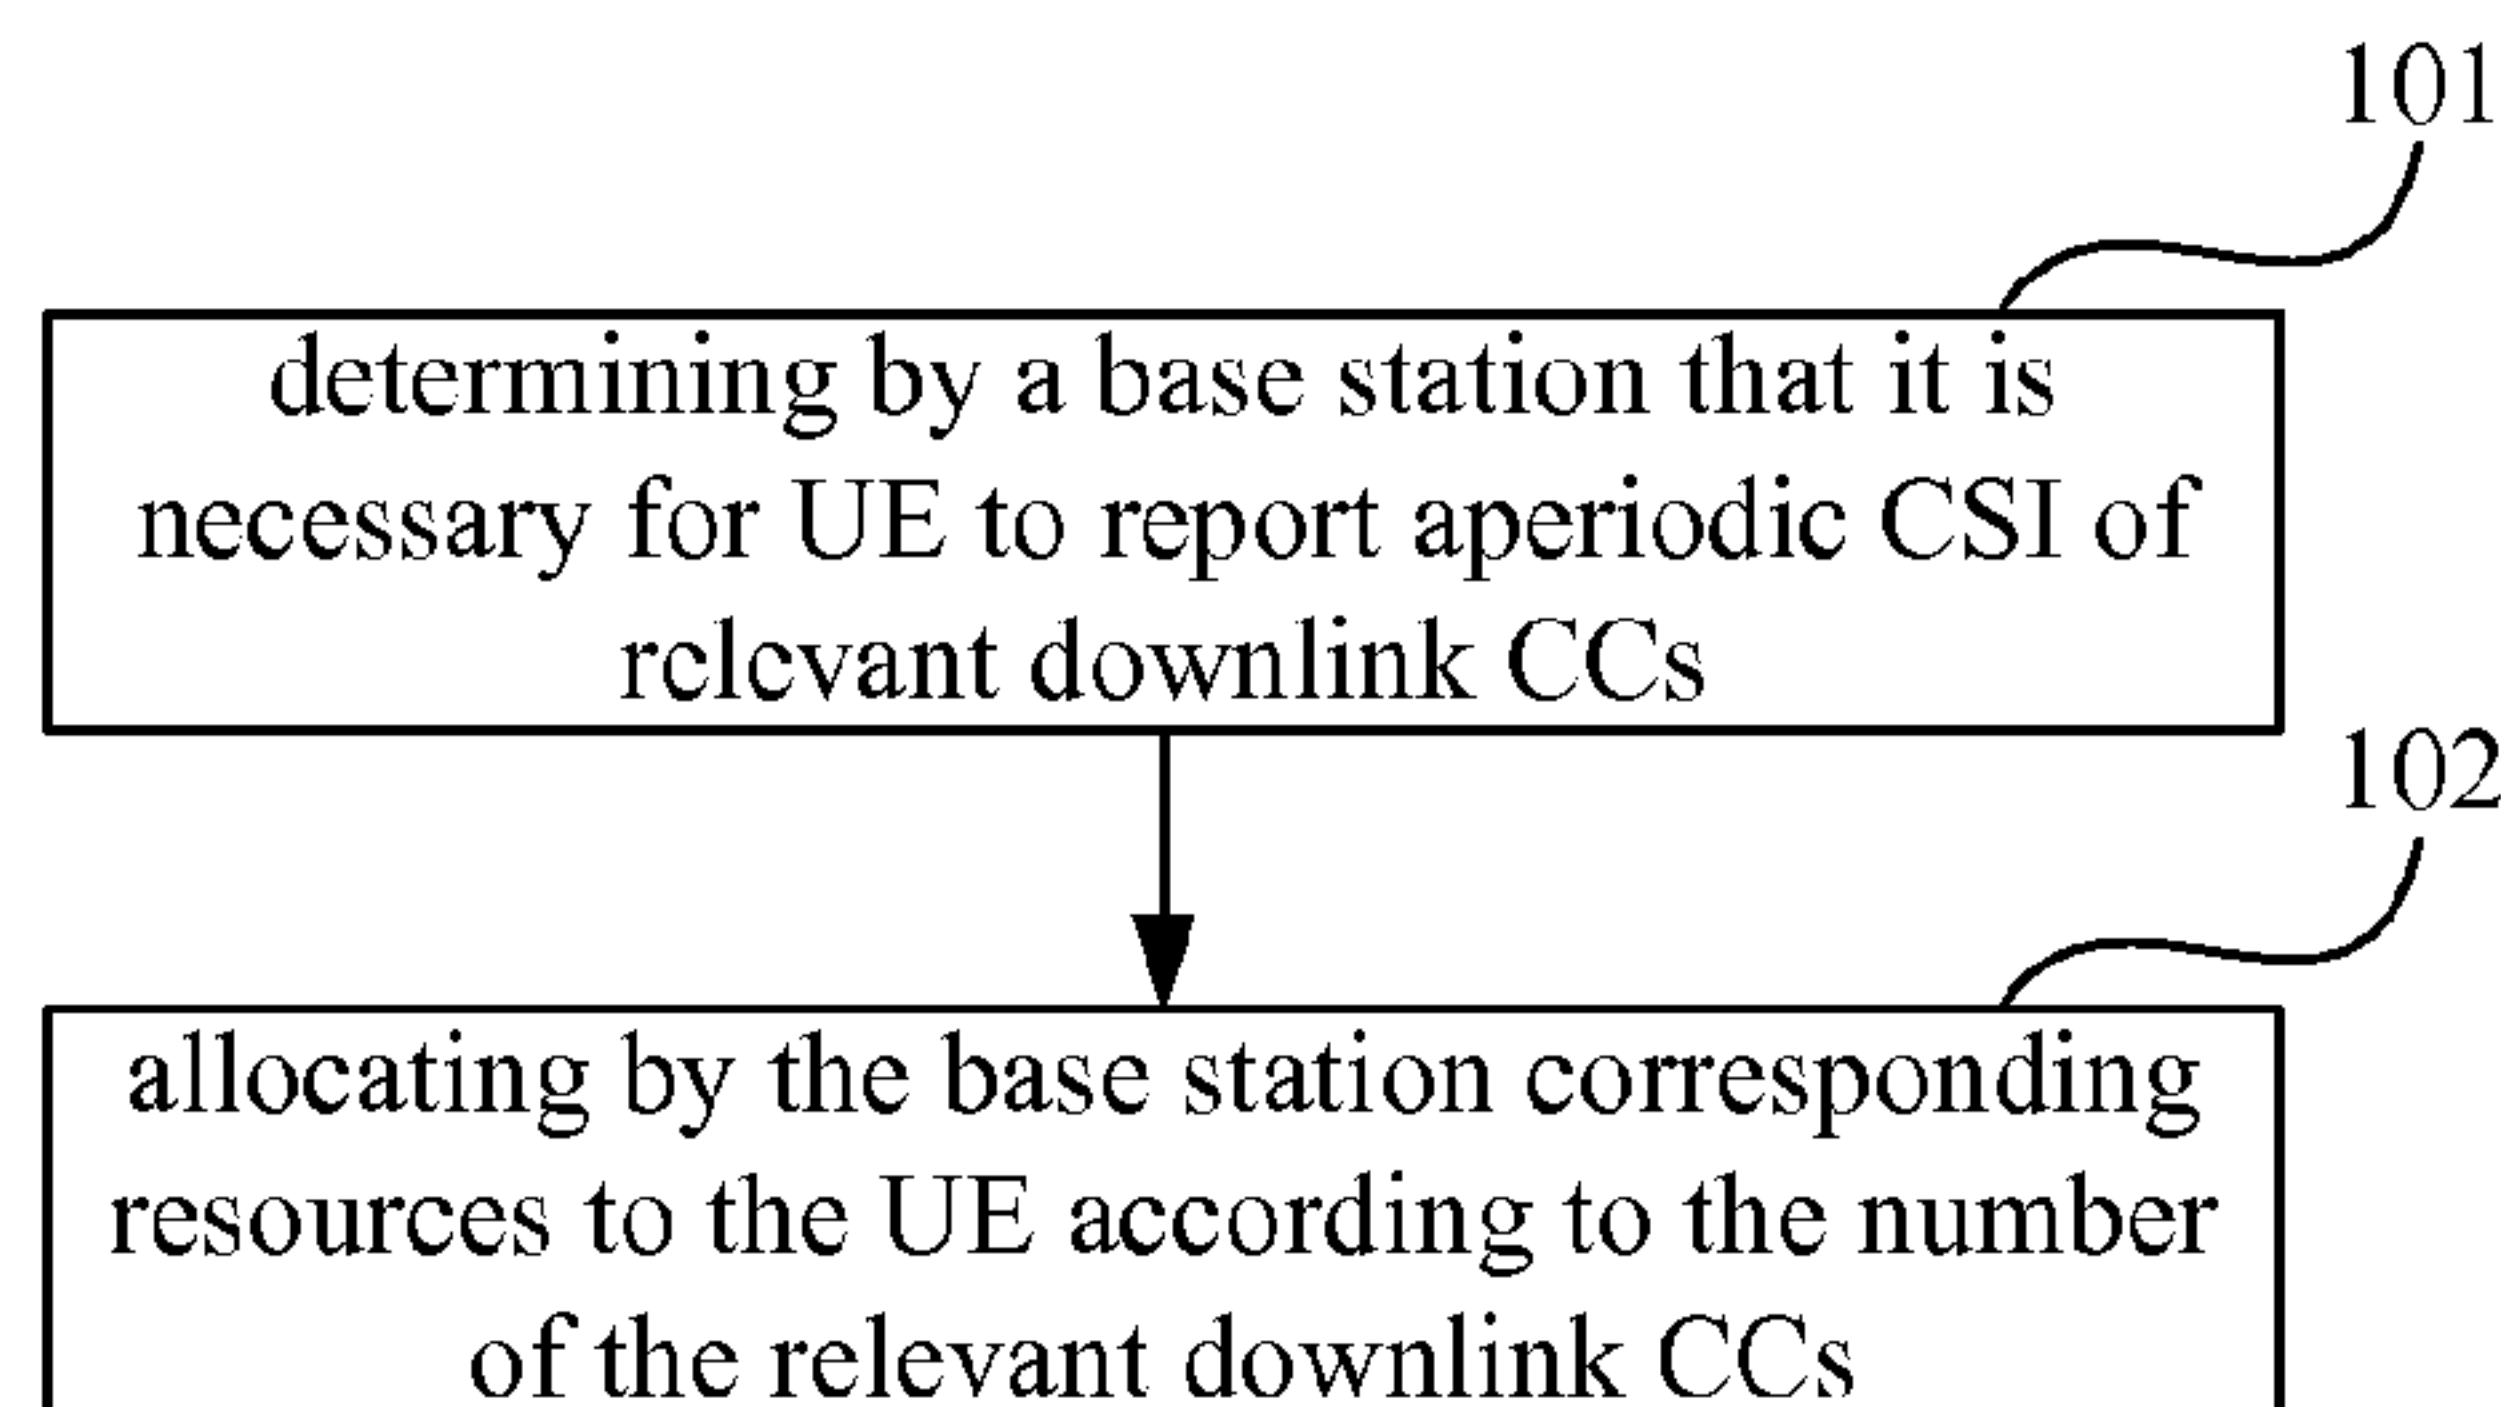 101
determining by a base station that it is
necessary for UE to report aperiodic CSI of
relevant downlink CCs
102
allocating by the base station corresponding
resources to the UE according to the number
of the relevant downlink CCs